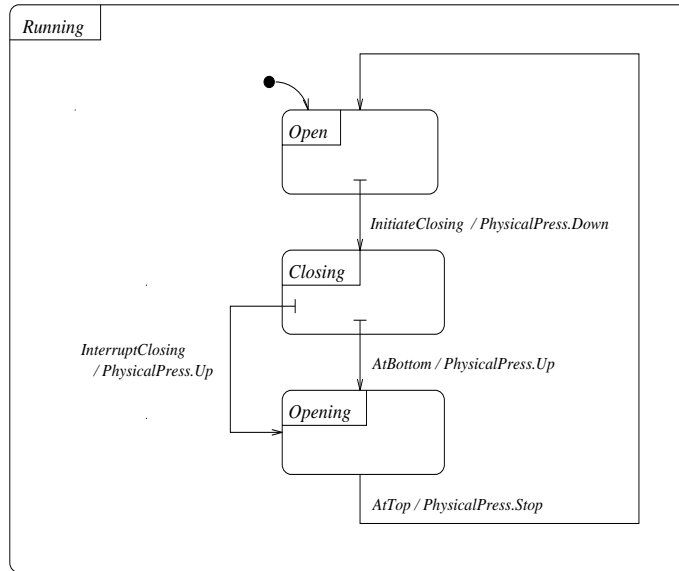 Running
Open
InitiateClosing / PhysicalPress.Down
Closing
InterruptClosing
/ PhysicalPress.Up
AtBottom / PhysicalPress.Up
Opening
AtTop / PhysicalPress.Stop